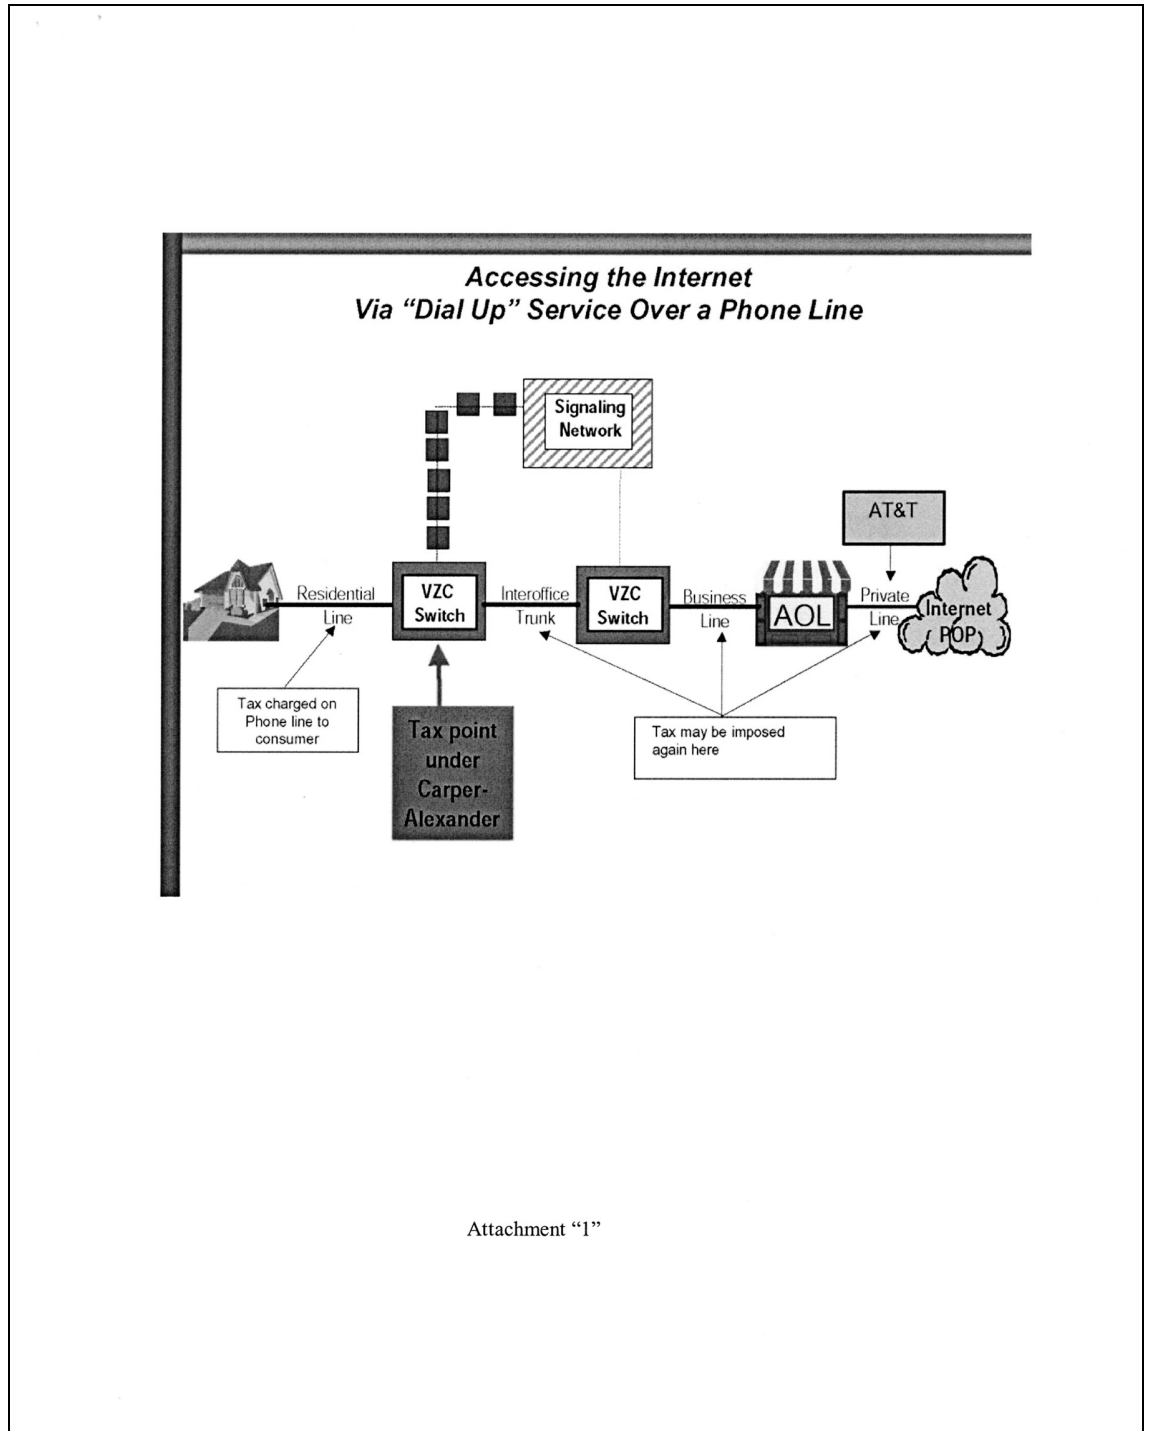 Accessing the Internet
Via “Dial Up” Service Over a Phone Line
Signaling
Network
AT&T
Residential
Line
VZC
Switch
Interoffice
Trunk
VZC
Switch
Business
Line
AOL
Private
Line
Internet
POP
Tax charged on
Phone line to
consumer
Tax point
under
Carper-
Alexander
Tax may be imposed
again here
Attachment “1”